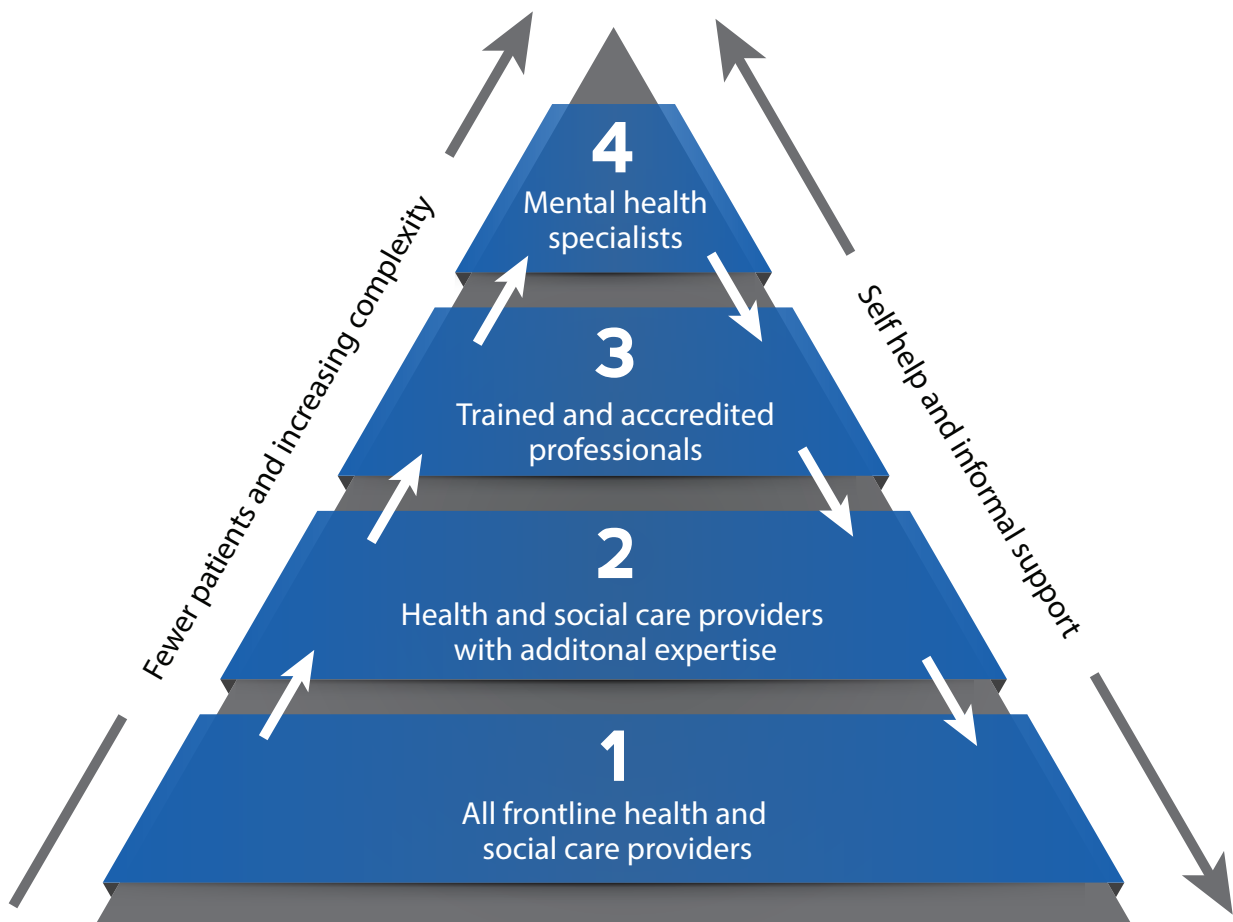 4
Mental health
specialists
3
Trained and acccredited
professionals
2
Health and social care providers
with additonal expertise
1
All frontline health and
social care providers
Fewer patients and increasing complexity
Self help and informal support